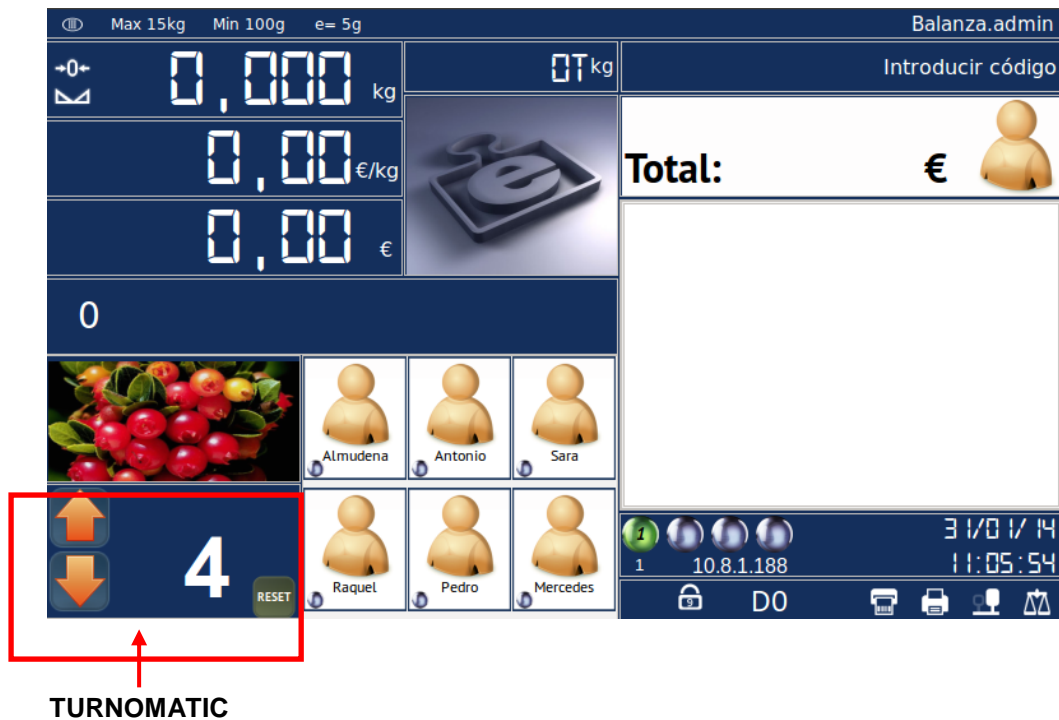 Max 15kg Min 100g e= 5g
Balanza.admin
→0←
0,000 kg
0T kg
Introducir código
0,00 €/kg
e
Total: €
0,00 €
0
Almudena
Antonio
Sara
4
RESET
Raquel
Pedro
Mercedes
1
31/01/14
1 10.8.1.188
11:05:54
9
D0
TURNOMATIC